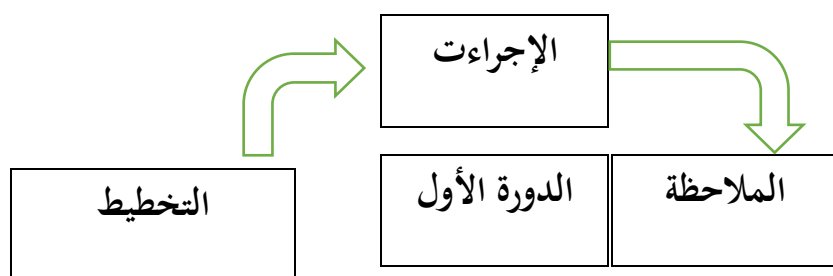 الإجراءت
الملاحظة
الدورة الأول
التخطيط